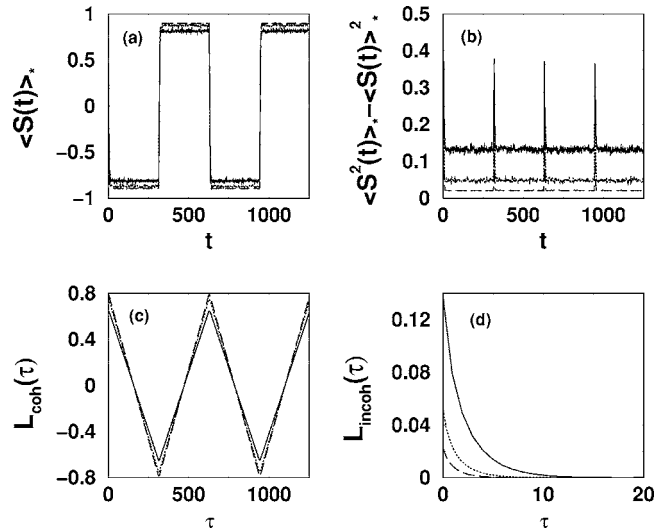 (a)
1
0.5
0
−0.5
−1
<S(t)>*
0
500
1000
t
(b)
0.5
0.4
0.3
0.2
0.1
0
<S²(t)>*−<S(t)>²*
0
500
1000
t
(c)
0.8
0.4
0
−0.4
−0.8
L_coh(τ)
0
500
1000
τ
(d)
0.12
0.08
0.04
0
L_incoh(τ)
0
10
20
τ